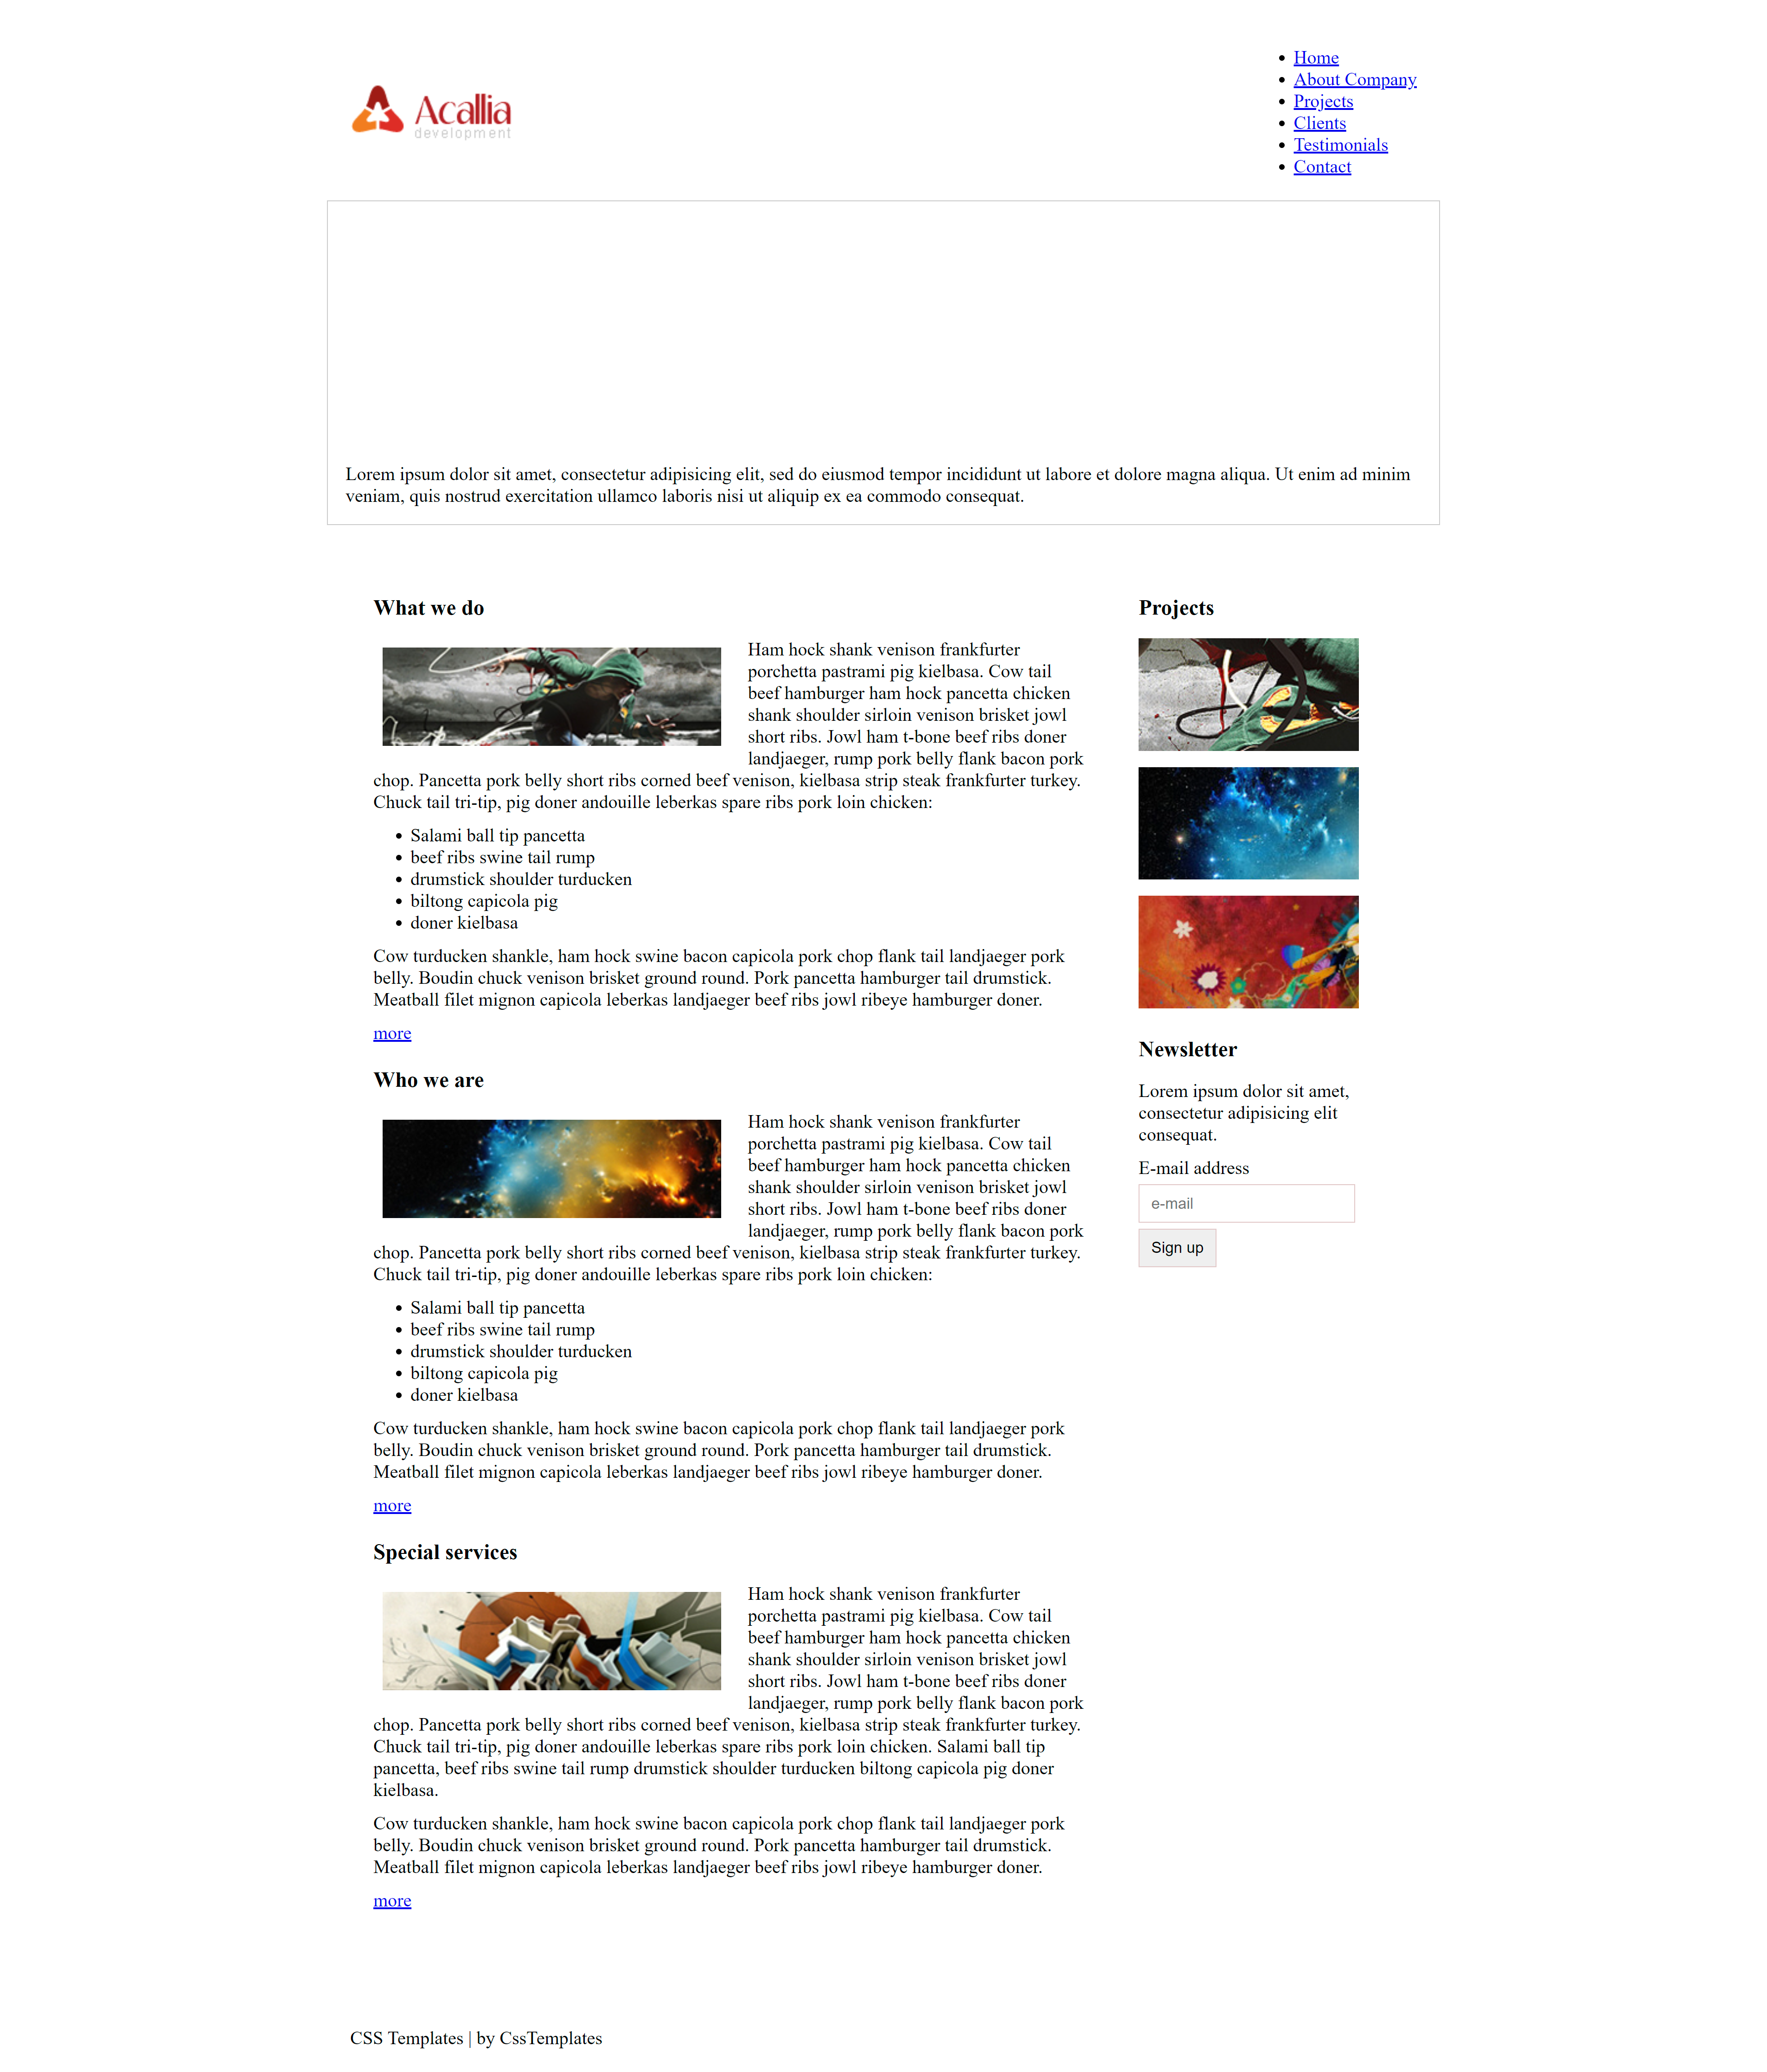 Acallia
development
Home
About Company
Projects
Clients
Testimonials
Contact
Lorem ipsum dolor sit amet, consectetur adipisicing elit, sed do eiusmod tempor incididunt ut labore et dolore magna aliqua. Ut enim ad minim
veniam, quis nostrud exercitation ullamco laboris nisi ut aliquip ex ea commodo consequat.
What we do
Ham hock shank venison frankfurter
porchetta pastrami pig kielbasa. Cow tail
beef hamburger ham hock pancetta chicken
shank shoulder sirloin venison brisket jowl
short ribs. Jowl ham t-bone beef ribs doner
landjaeger, rump pork belly flank bacon pork
chop. Pancetta pork belly short ribs corned beef venison, kielbasa strip steak frankfurter turkey.
Chuck tail tri-tip, pig doner andouille leberkas spare ribs pork loin chicken:
Salami ball tip pancetta
beef ribs swine tail rump
drumstick shoulder turducken
biltong capicola pig
doner kielbasa
Cow turducken shankle, ham hock swine bacon capicola pork chop flank tail landjaeger pork
belly. Boudin chuck venison brisket ground round. Pork pancetta hamburger tail drumstick.
Meatball filet mignon capicola leberkas landjaeger beef ribs jowl ribeye hamburger doner.
more
Who we are
Ham hock shank venison frankfurter
porchetta pastrami pig kielbasa. Cow tail
beef hamburger ham hock pancetta chicken
shank shoulder sirloin venison brisket jowl
short ribs. Jowl ham t-bone beef ribs doner
landjaeger, rump pork belly flank bacon pork
chop. Pancetta pork belly short ribs corned beef venison, kielbasa strip steak frankfurter turkey.
Chuck tail tri-tip, pig doner andouille leberkas spare ribs pork loin chicken:
Salami ball tip pancetta
beef ribs swine tail rump
drumstick shoulder turducken
biltong capicola pig
doner kielbasa
Cow turducken shankle, ham hock swine bacon capicola pork chop flank tail landjaeger pork
belly. Boudin chuck venison brisket ground round. Pork pancetta hamburger tail drumstick.
Meatball filet mignon capicola leberkas landjaeger beef ribs jowl ribeye hamburger doner.
more
Special services
Ham hock shank venison frankfurter
porchetta pastrami pig kielbasa. Cow tail
beef hamburger ham hock pancetta chicken
shank shoulder sirloin venison brisket jowl
short ribs. Jowl ham t-bone beef ribs doner
landjaeger, rump pork belly flank bacon pork
chop. Pancetta pork belly short ribs corned beef venison, kielbasa strip steak frankfurter turkey.
Chuck tail tri-tip, pig doner andouille leberkas spare ribs pork loin chicken. Salami ball tip
pancetta, beef ribs swine tail rump drumstick shoulder turducken biltong capicola pig doner
kielbasa.
Cow turducken shankle, ham hock swine bacon capicola pork chop flank tail landjaeger pork
belly. Boudin chuck venison brisket ground round. Pork pancetta hamburger tail drumstick.
Meatball filet mignon capicola leberkas landjaeger beef ribs jowl ribeye hamburger doner.
more
Projects
Newsletter
Lorem ipsum dolor sit amet,
consectetur adipisicing elit
consequat.
E-mail address
e-mail
Sign up
CSS Templates | by CssTemplates